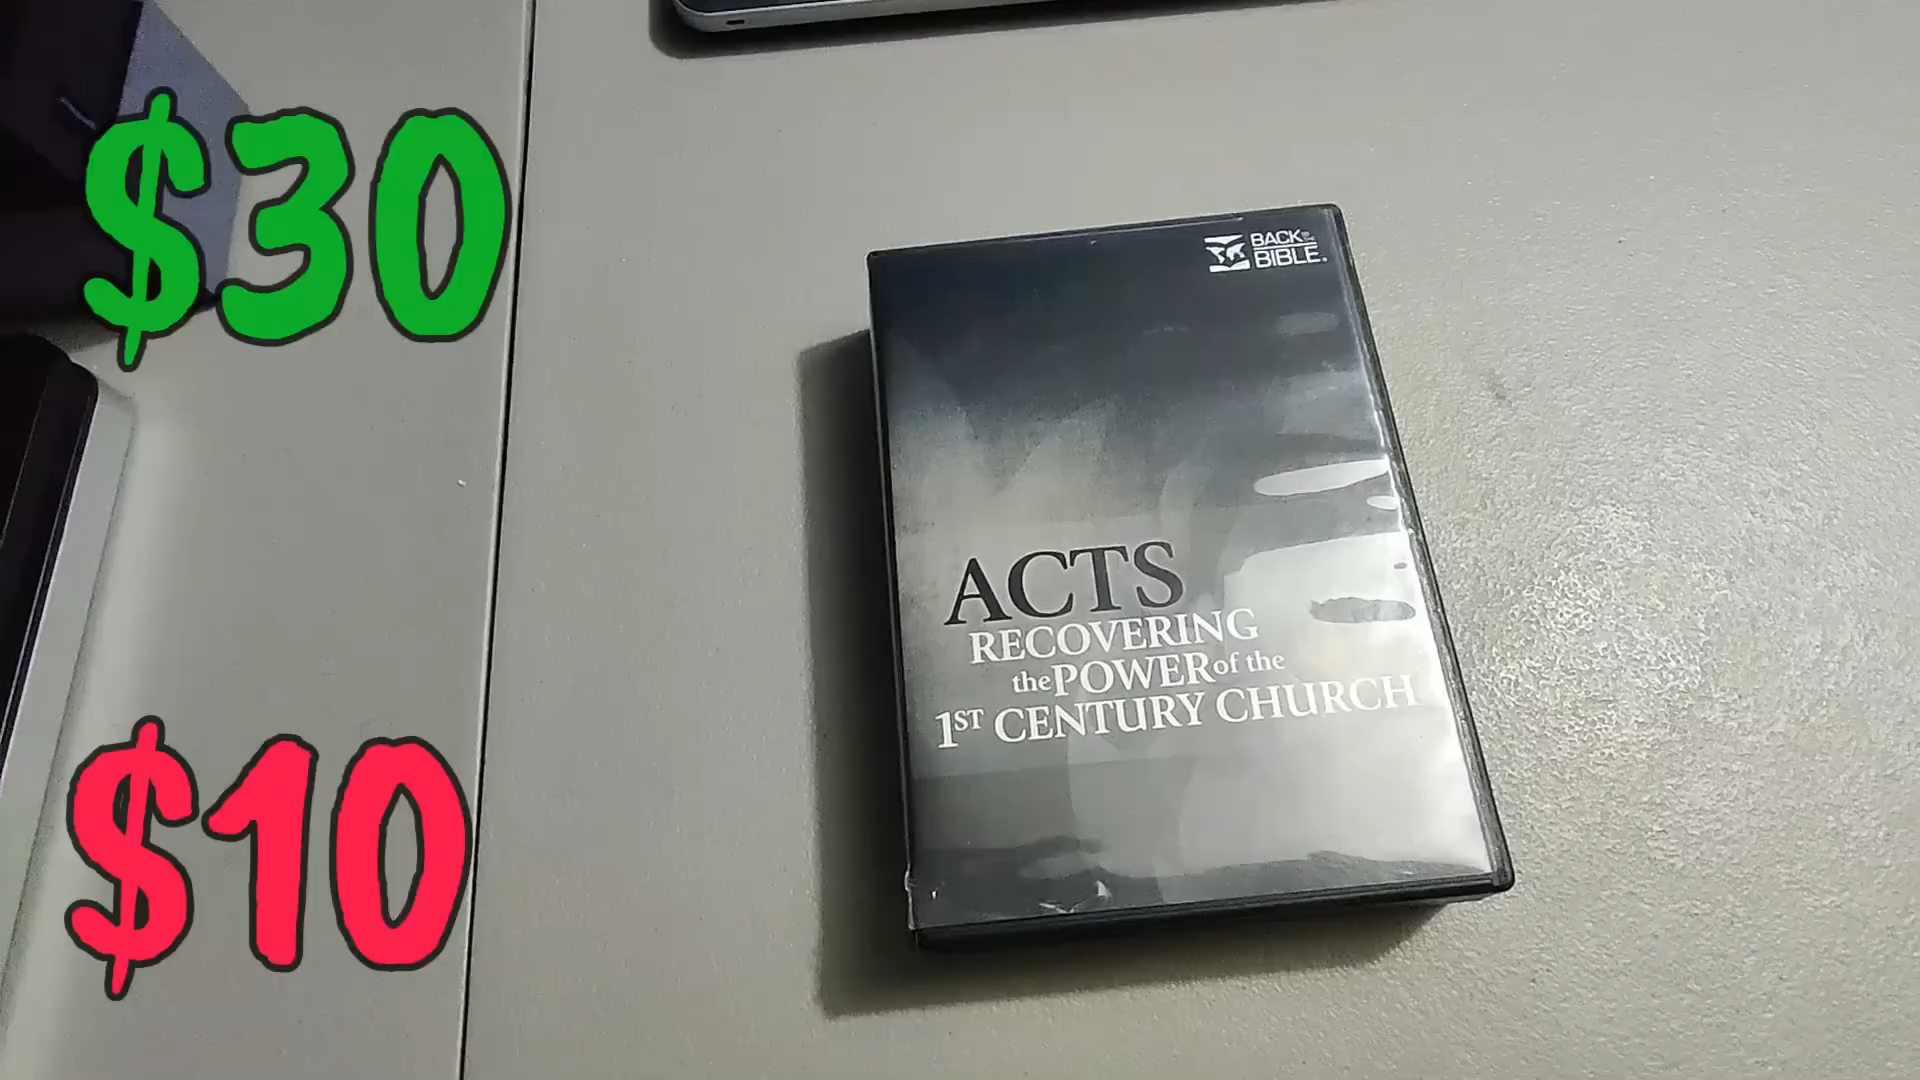 $30
BACK TO THE
BIBLE.
ACTS
RECOVERING
the POWER of the
1ST CENTURY CHURCH
$10